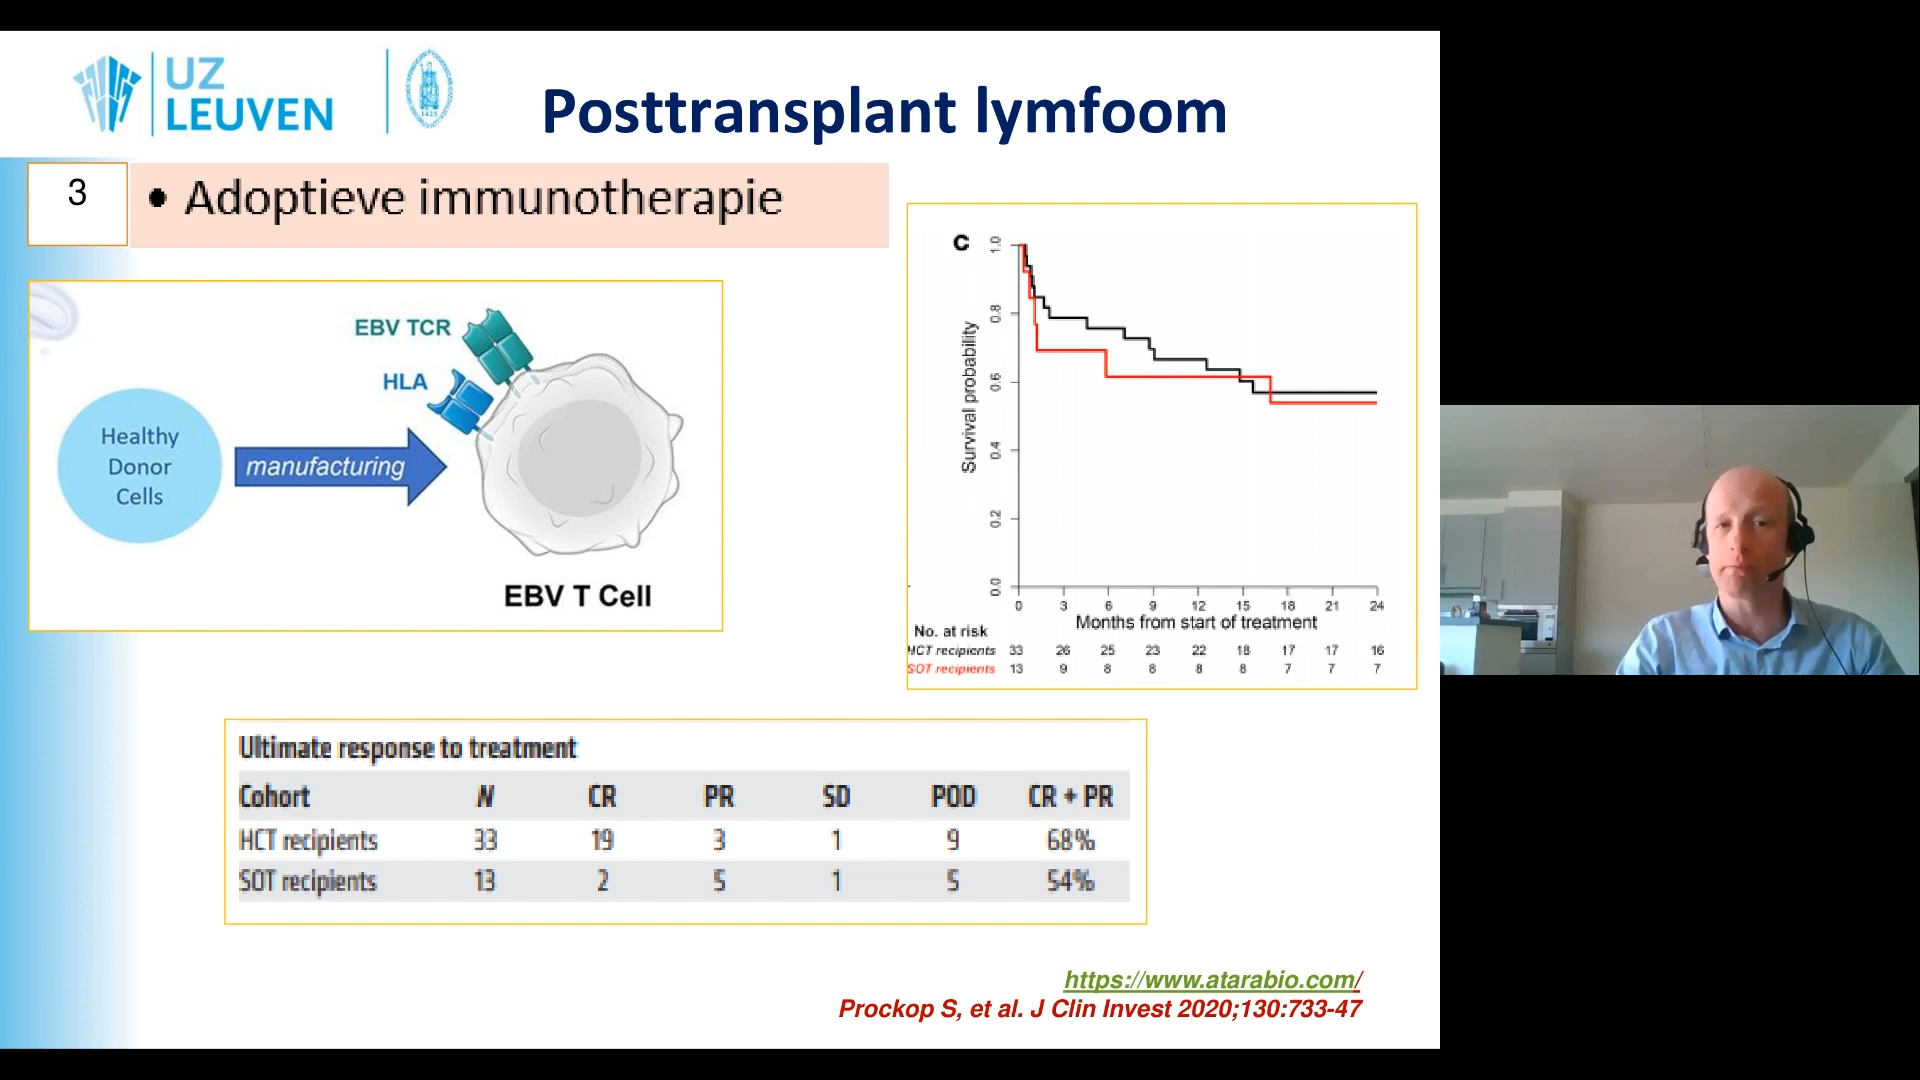 UZ
LEUVEN
1425
Posttransplant lymfoom
3
• Adoptieve immunotherapie
EBV TCR
HLA
Healthy
Donor
Cells
manufacturing
EBV T Cell
C
Survival probability
1.0
0.8
0.6
0.4
0.2
0.0
0 3 6 9 12 15 18 21 24
Months from start of treatment
No. at risk
HCT recipients 33 26 25 23 22 18 17 17 16
SOT recipients 13 9 8 8 8 8 7 7 7
Ultimate response to treatment
Cohort N CR PR SD POD CR + PR
HCT recipients 33 19 3 1 9 68%
SOT recipients 13 2 5 1 5 54%
https://www.atarabio.com/
Prockop S, et al. J Clin Invest 2020;130:733-47